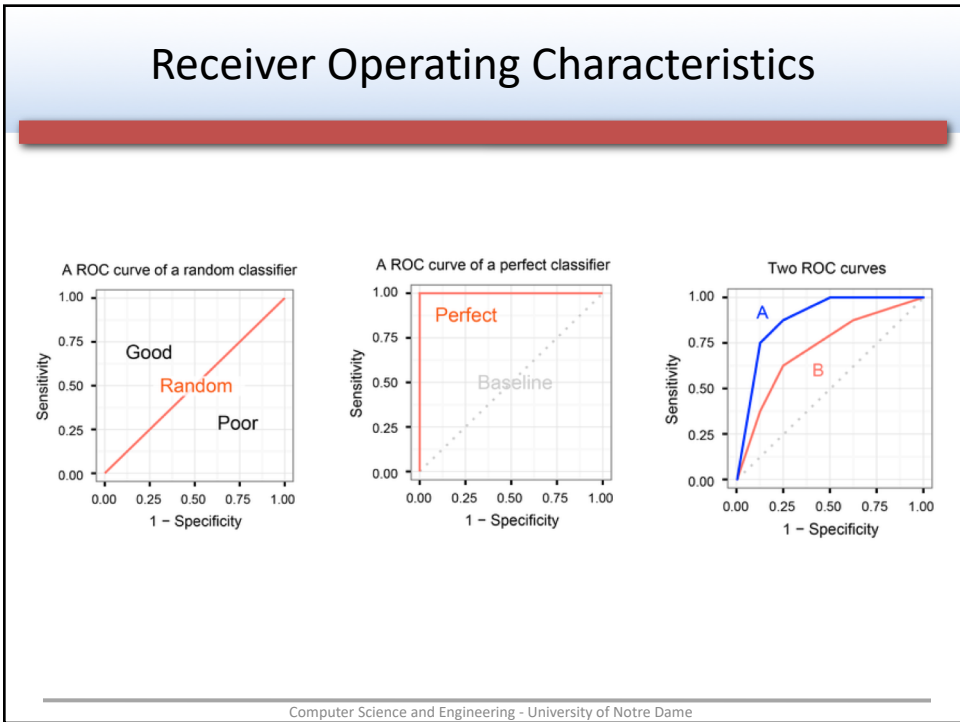 Receiver Operating Characteristics
A ROC curve of a random classifier
1.00
0.75
0.50
0.25
0.00
Sensitivity
Good
Random
Poor
0.00 0.25 0.50 0.75 1.00
1 − Specificity
A ROC curve of a perfect classifier
1.00
0.75
0.50
0.25
0.00
Sensitivity
Perfect
Baseline
0.00 0.25 0.50 0.75 1.00
1 − Specificity
Two ROC curves
1.00
0.75
0.50
0.25
0.00
Sensitivity
A
B
0.00 0.25 0.50 0.75 1.00
1 − Specificity
Computer Science and Engineering - University of Notre Dame